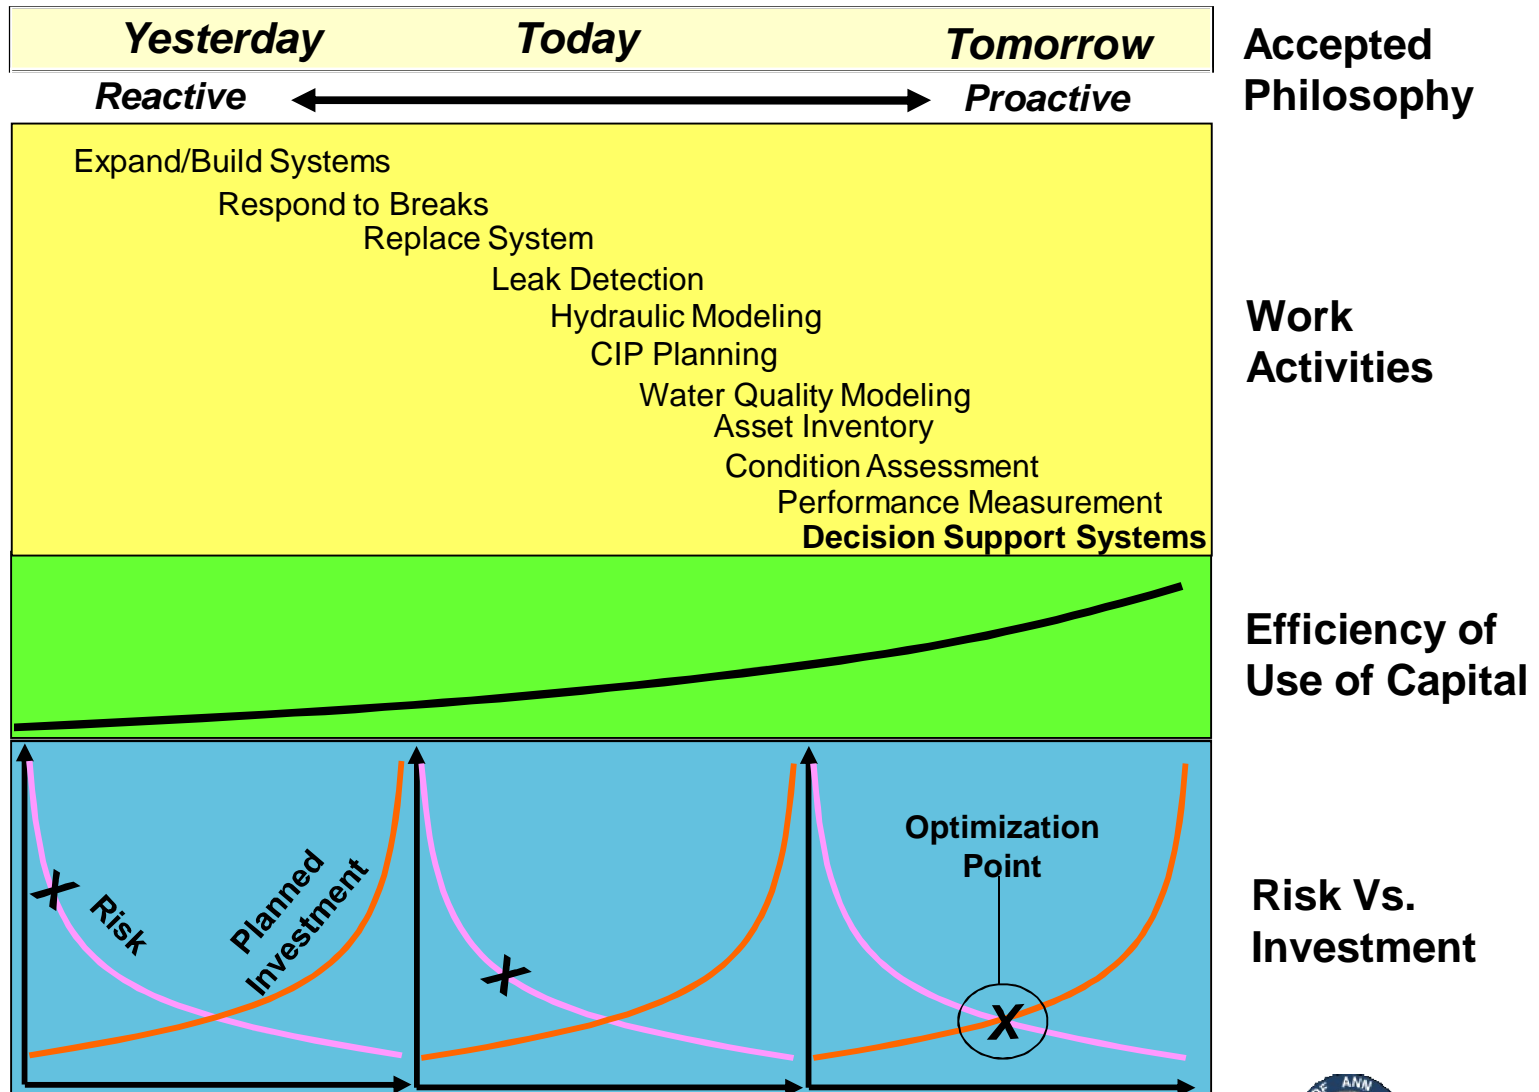 Yesterday Today Tomorrow
Accepted
Philosophy
Reactive Proactive
Expand/Build Systems
Respond to Breaks
Replace System
Leak Detection
Hydraulic Modeling
CIP Planning
Water Quality Modeling
Asset Inventory
Condition Assessment
Performance Measurement
Decision Support Systems
Work
Activities
Efficiency of
Use of Capital
X
Risk
Planned
Investment
X
Optimization
Point
X
Risk Vs.
Investment
OF ANN